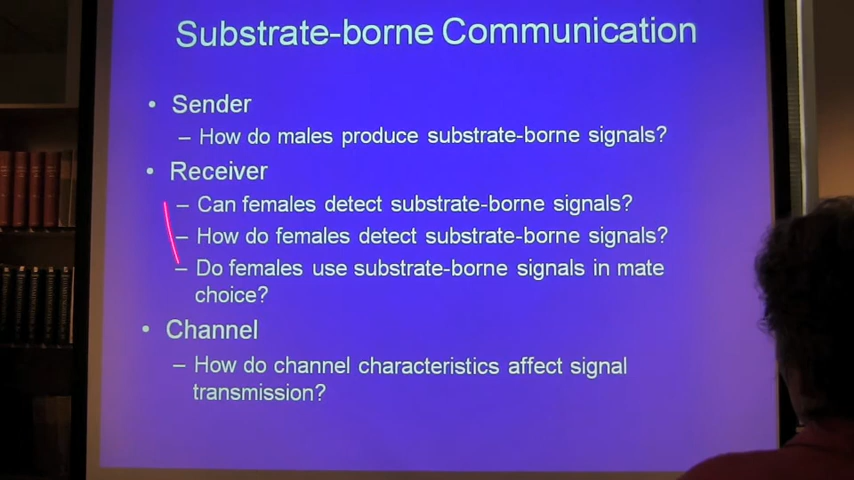 Substrate-borne Communication
• Sender
– How do males produce substrate-borne signals?
• Receiver
– Can females detect substrate-borne signals?
– How do females detect substrate-borne signals?
– Do females use substrate-borne signals in mate
choice?
• Channel
– How do channel characteristics affect signal
transmission?